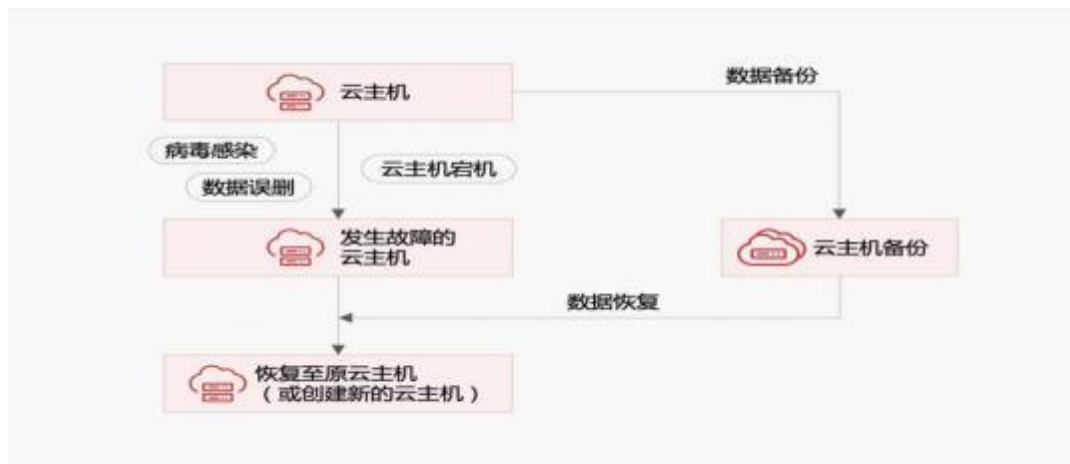 云主机
数据备份
病毒感染
云主机宕机
数据误删
发生故障的
云主机
云主机备份
数据恢复
恢复至原云主机
（或创建新的云主机）